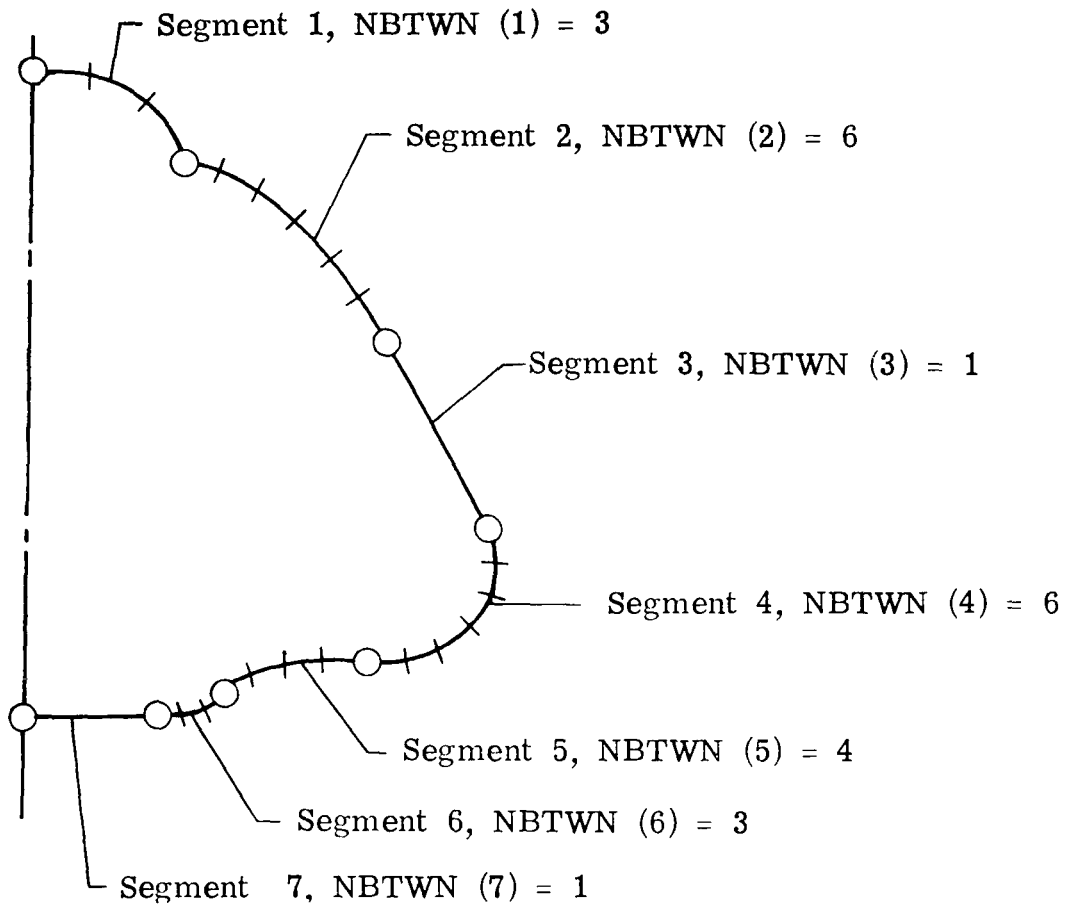 Segment 1, NBTWN (1) = 3
Segment 2, NBTWN (2) = 6
Segment 3, NBTWN (3) = 1
Segment 4, NBTWN (4) = 6
Segment 5, NBTWN (5) = 4
Segment 6, NBTWN (6) = 3
Segment 7, NBTWN (7) = 1